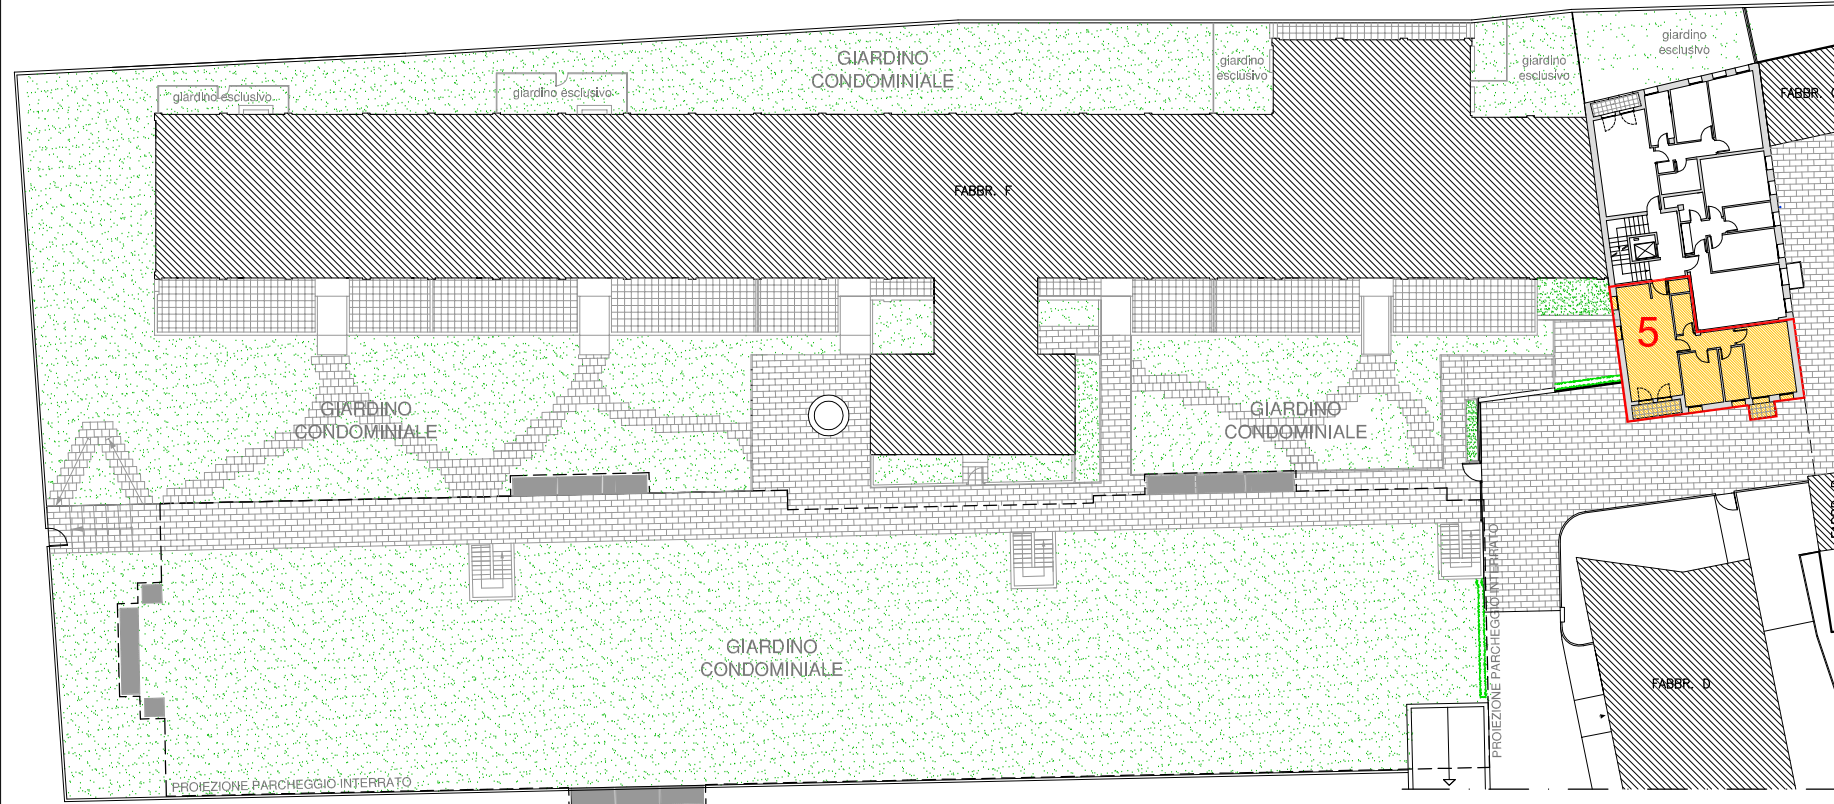 GIARDINO
CONDOMINIALE
giardino esclusivo
giardino esclusivo
giardino
esclusivo
giardino
esclusivo
giardino
esclusivo
FABBR. F
5
GIARDINO
CONDOMINIALE
GIARDINO
CONDOMINIALE
GIARDINO
CONDOMINIALE
PROIEZIONE PARCHEGGIO INTERRATO
PROIEZIONE PARCHEGGIO INTERRATO
FABBR. D
FABBR.